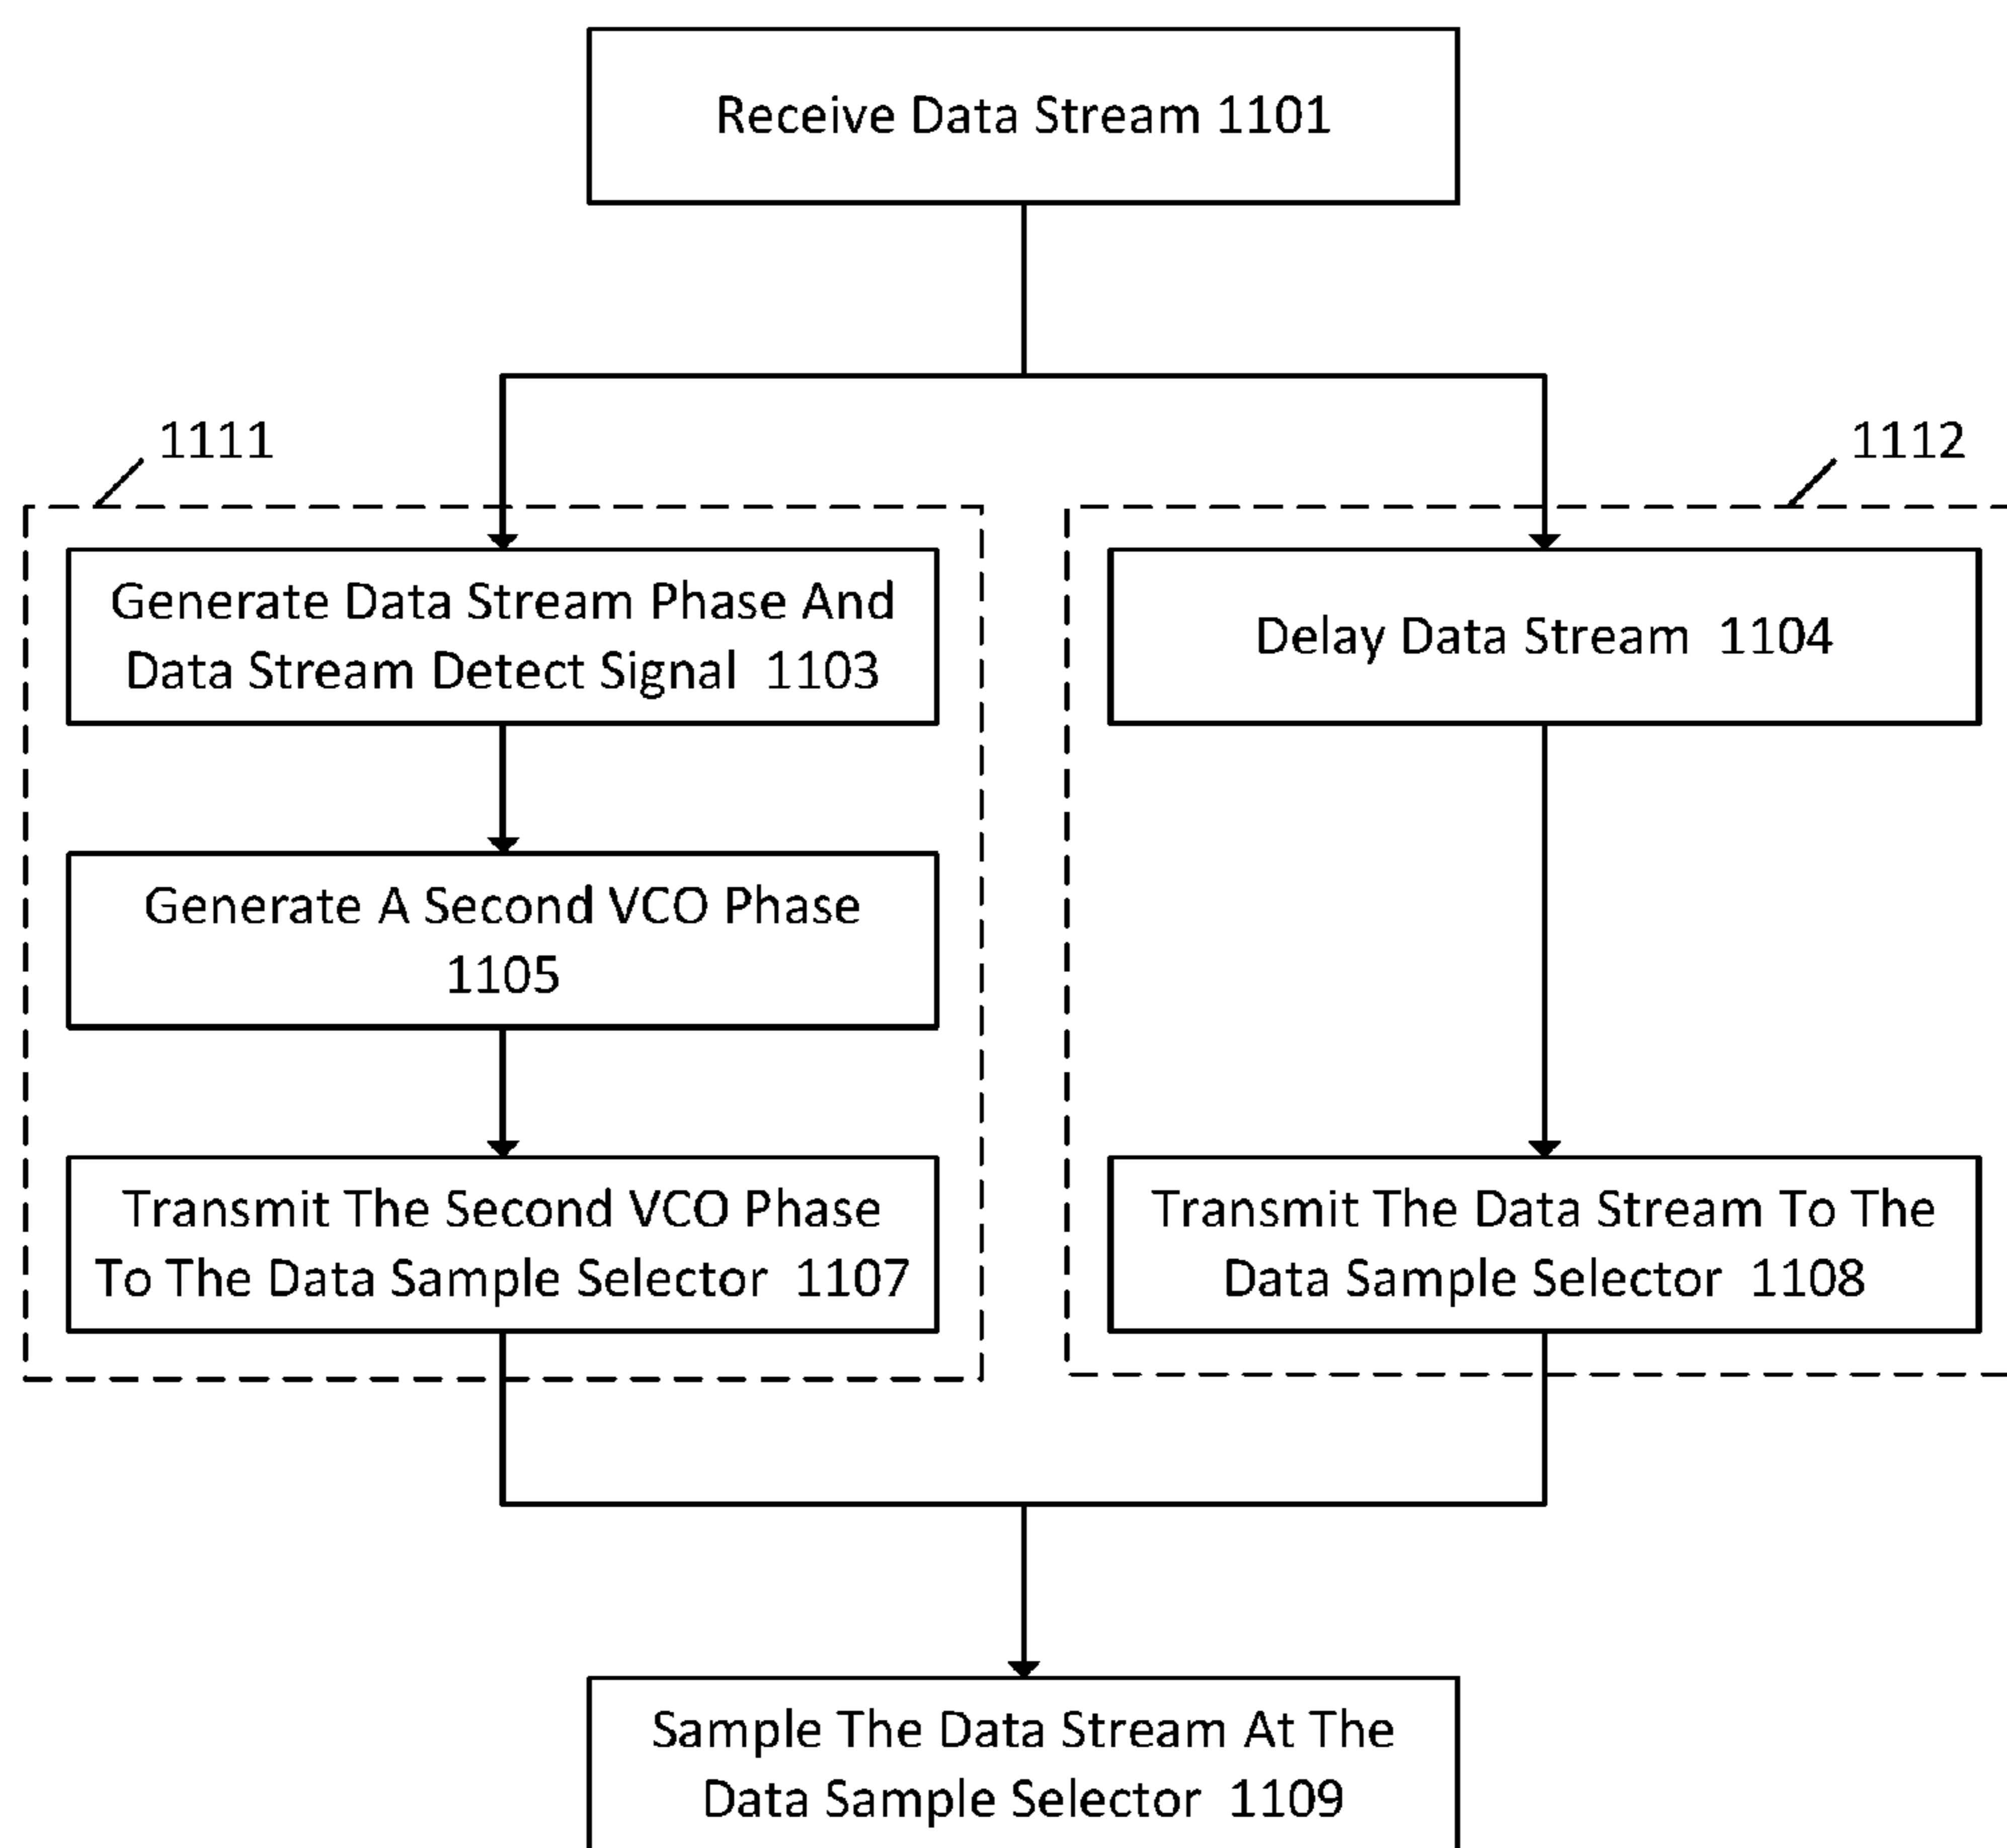 Receive Data Stream 1101
1111
1112
Generate Data Stream Phase And
Data Stream Detect Signal 1103
Delay Data Stream 1104
Generate A Second VCO Phase
1105
Transmit The Second VCO Phase
To The Data Sample Selector 1107
Transmit The Data Stream To The
Data Sample Selector 1108
Sample The Data Stream At The
Data Sample Selector 1109